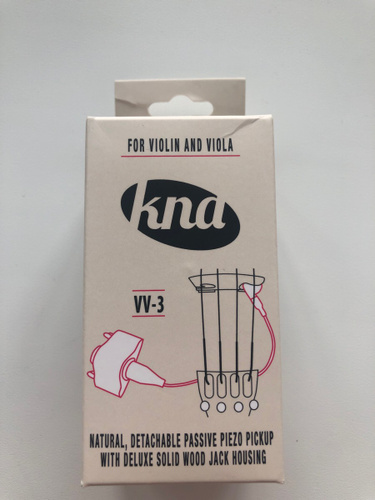 FOR VIOLIN AND VIOLA
kna
VV-3
NATURAL, DETACHABLE PASSIVE PIEZO PICKUP
WITH DELUXE SOLID WOOD JACK HOUSING